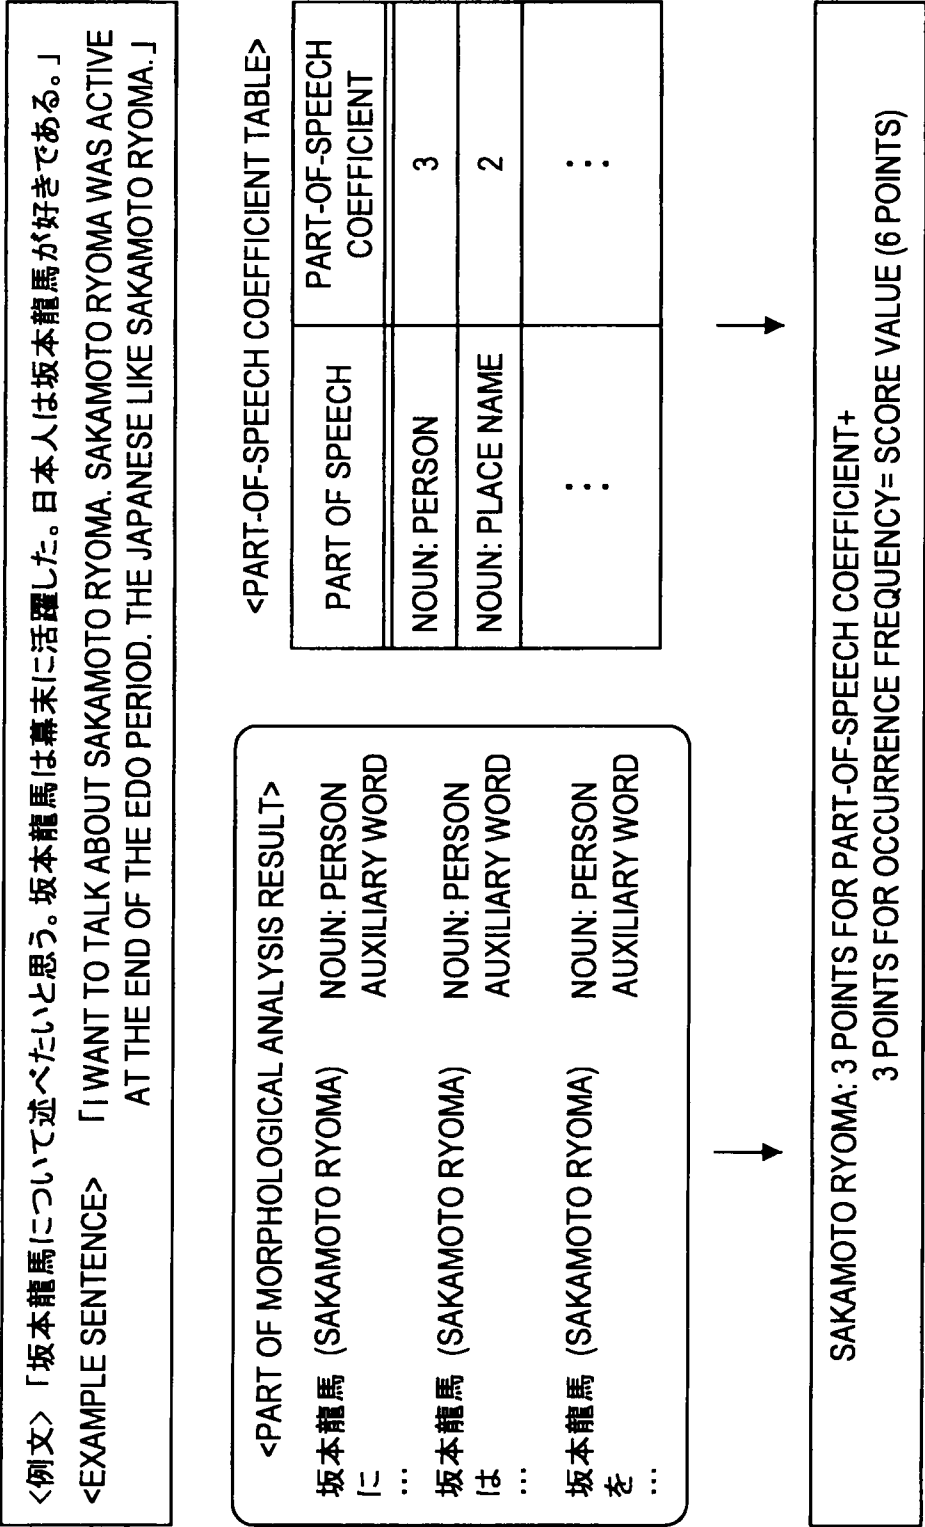 <例文> 「坂本龍馬について述べたいと思う。坂本龍馬は幕末に活躍した。日本人は坂本龍馬が好きである。」
<EXAMPLE SENTENCE> 「I WANT TO TALK ABOUT SAKAMOTO RYOMA. SAKAMOTO RYOMA WAS ACTIVE
AT THE END OF THE EDO PERIOD. THE JAPANESE LIKE SAKAMOTO RYOMA.」
<PART OF MORPHOLOGICAL ANALYSIS RESULT>
坂本龍馬 (SAKAMOTO RYOMA) NOUN: PERSON
に AUXILIARY WORD
...
坂本龍馬 (SAKAMOTO RYOMA) NOUN: PERSON
は AUXILIARY WORD
...
坂本龍馬 (SAKAMOTO RYOMA) NOUN: PERSON
を AUXILIARY WORD
...
<PART-OF-SPEECH COEFFICIENT TABLE>
PART OF SPEECH PART-OF-SPEECH
COEFFICIENT
NOUN: PERSON 3
NOUN: PLACE NAME 2
... ...
SAKAMOTO RYOMA: 3 POINTS FOR PART-OF-SPEECH COEFFICIENT+
3 POINTS FOR OCCURRENCE FREQUENCY= SCORE VALUE (6 POINTS)